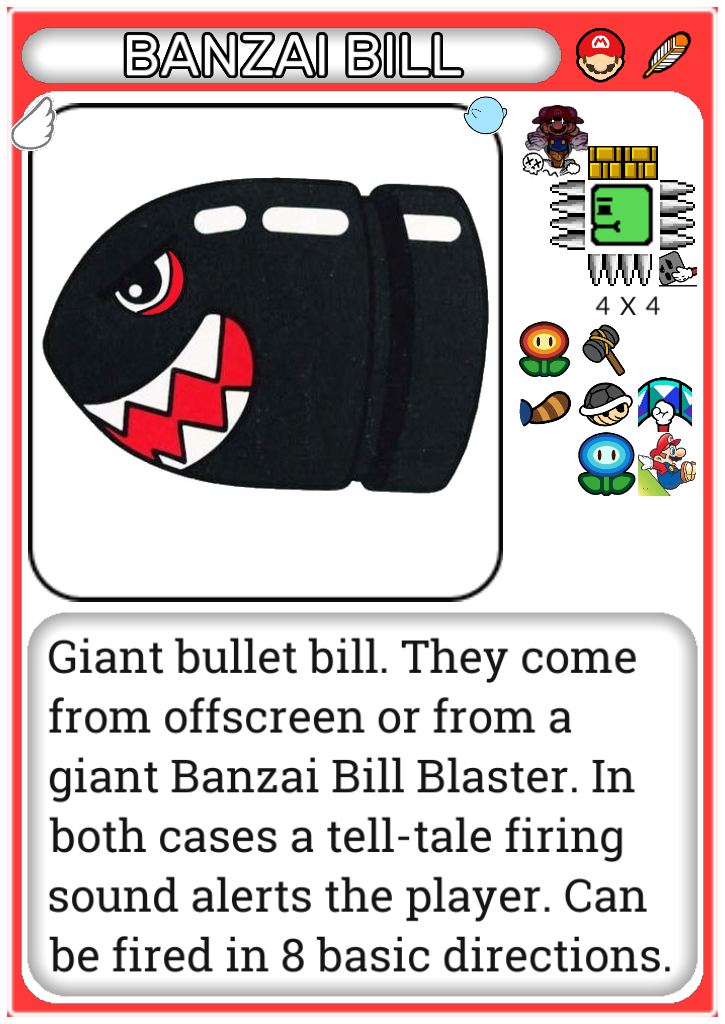 BANZAI BILL
4 X 4
Giant bullet bill. They come
from offscreen or from a
giant Banzai Bill Blaster. In
both cases a tell-tale firing
sound alerts the player. Can
be fired in 8 basic directions.